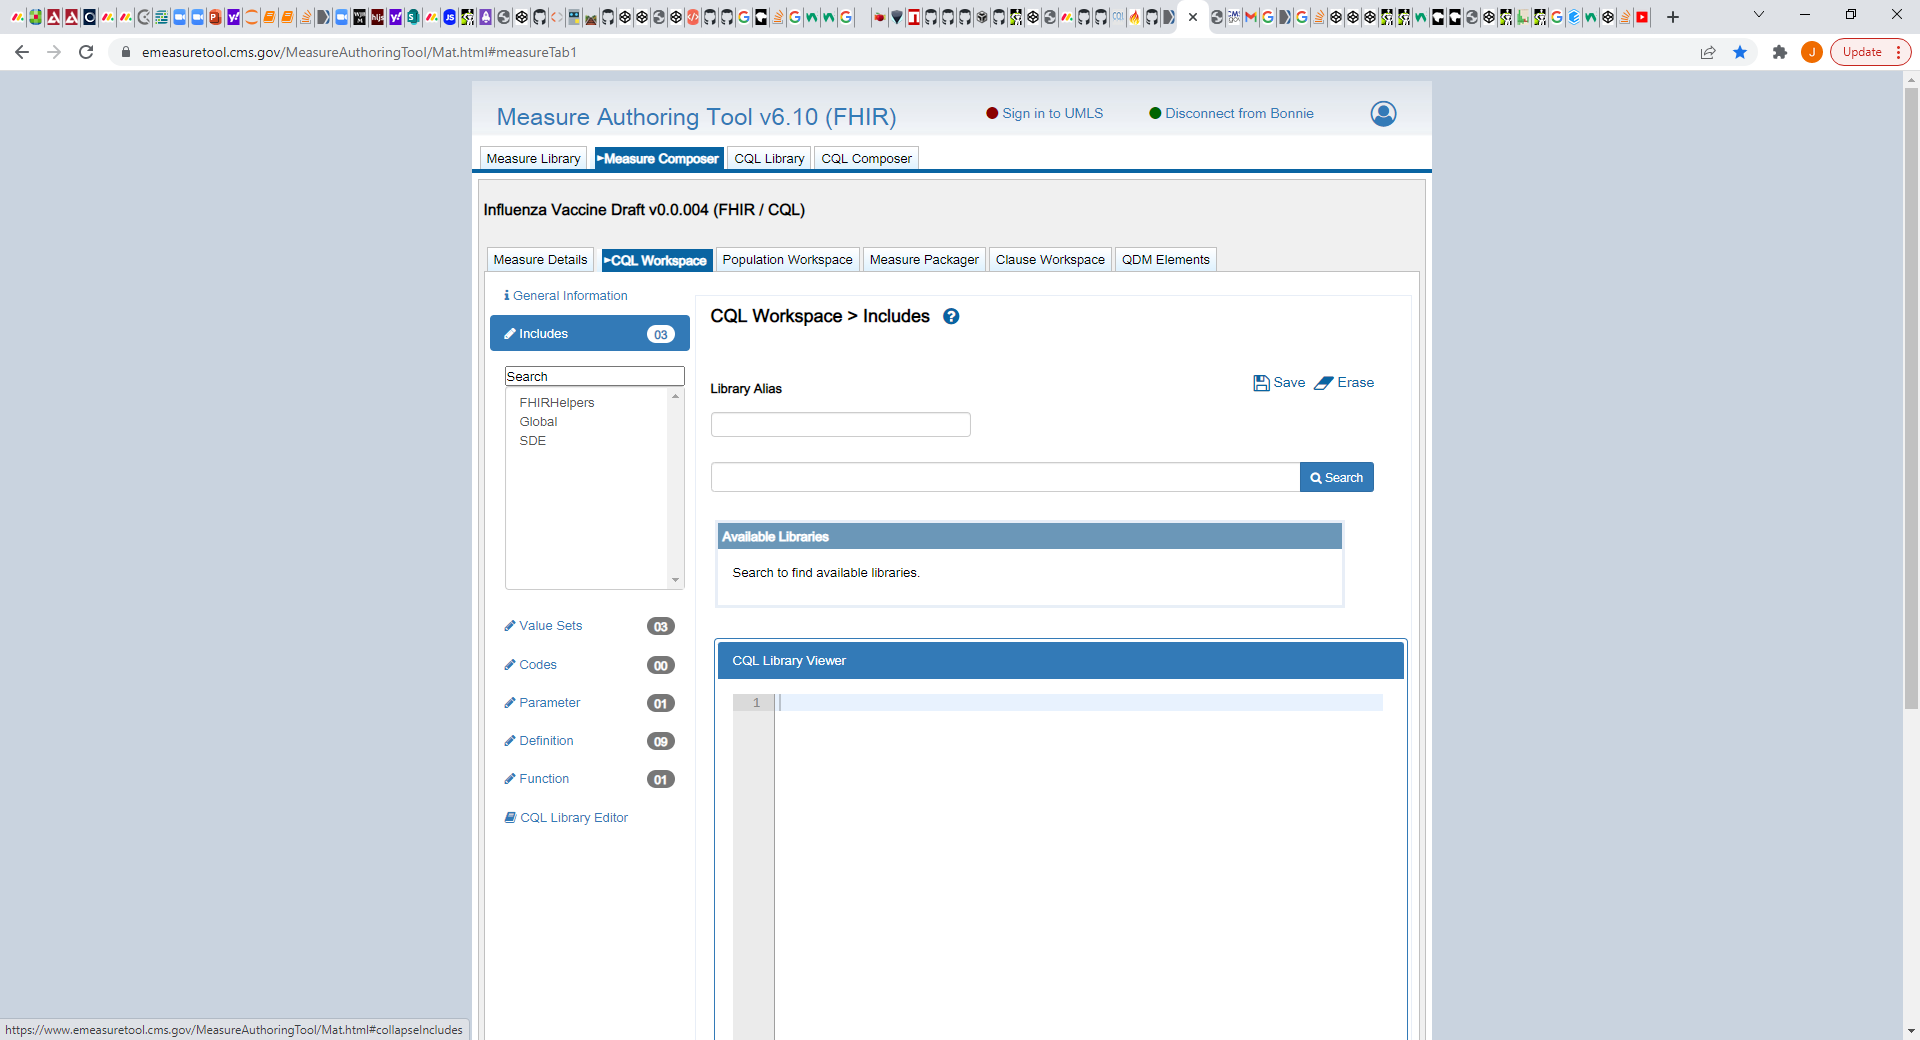 emeasuretool.cms.gov/MeasureAuthoringTool/Mat.html#measureTab1
J
Update
Measure Authoring Tool v6.10 (FHIR)
Sign in to UMLS
Disconnect from Bonnie
Measure Library
Measure Composer
CQL Library
CQL Composer
Influenza Vaccine Draft v0.0.004 (FHIR / CQL)
Measure Details
CQL Workspace
Population Workspace
Measure Packager
Clause Workspace
QDM Elements
General Information
Includes 03
Search
FHIRHelpers
Global
SDE
Value Sets 03
Codes 00
Parameter 01
Definition 09
Function 01
CQL Library Editor
CQL Workspace > Includes
Save
Erase
Library Alias
Search
Available Libraries
Search to find available libraries.
CQL Library Viewer
1
https://www.emeasuretool.cms.gov/MeasureAuthoringTool/Mat.html#collapseIncludes